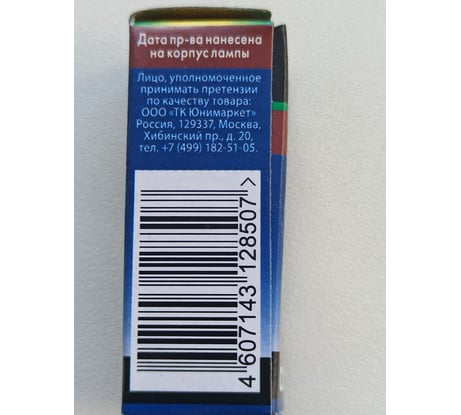 Дата пр-ва нанесена
на корпус лампы
Лицо, уполномоченное
принимать претензии
по качеству товара:
ООО «ТК Юнимаркет»
Россия, 129337, Москва,
Хибинский пр., д. 20,
тел. +7 (499) 182-51-05.
4 607143 128507 >